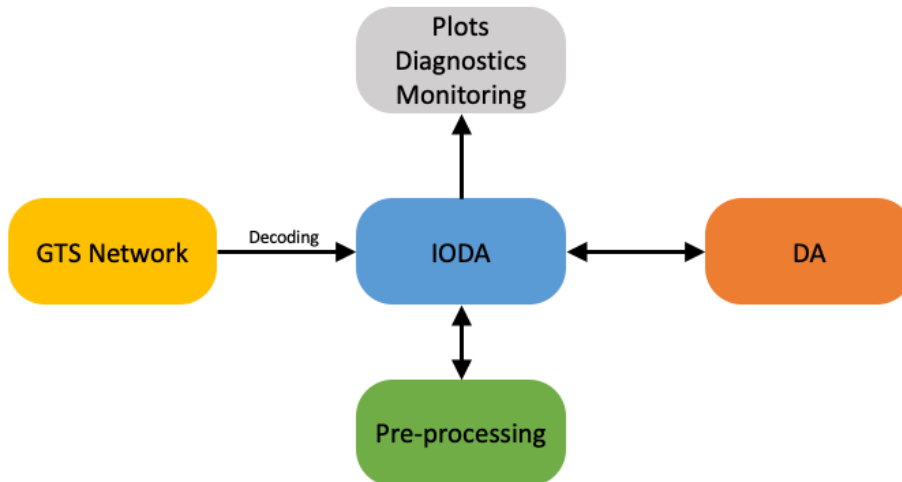 Plots
Diagnostics
Monitoring
GTS Network
Decoding
IODA
DA
Pre-processing